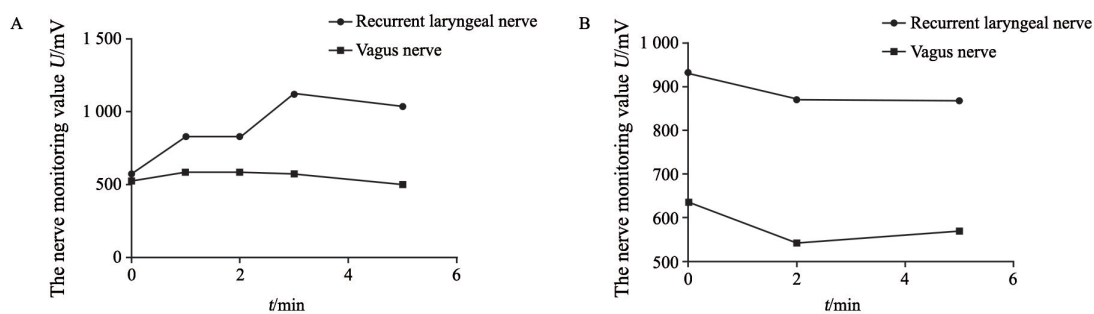 A
Recurrent laryngeal nerve
Vagus nerve
The nerve monitoring value U/mV
1 500
1 000
500
0
0 2 4 6
t/min
B
Recurrent laryngeal nerve
Vagus nerve
The nerve monitoring value U/mV
1 000
900
800
700
600
500
0 2 4 6
t/min